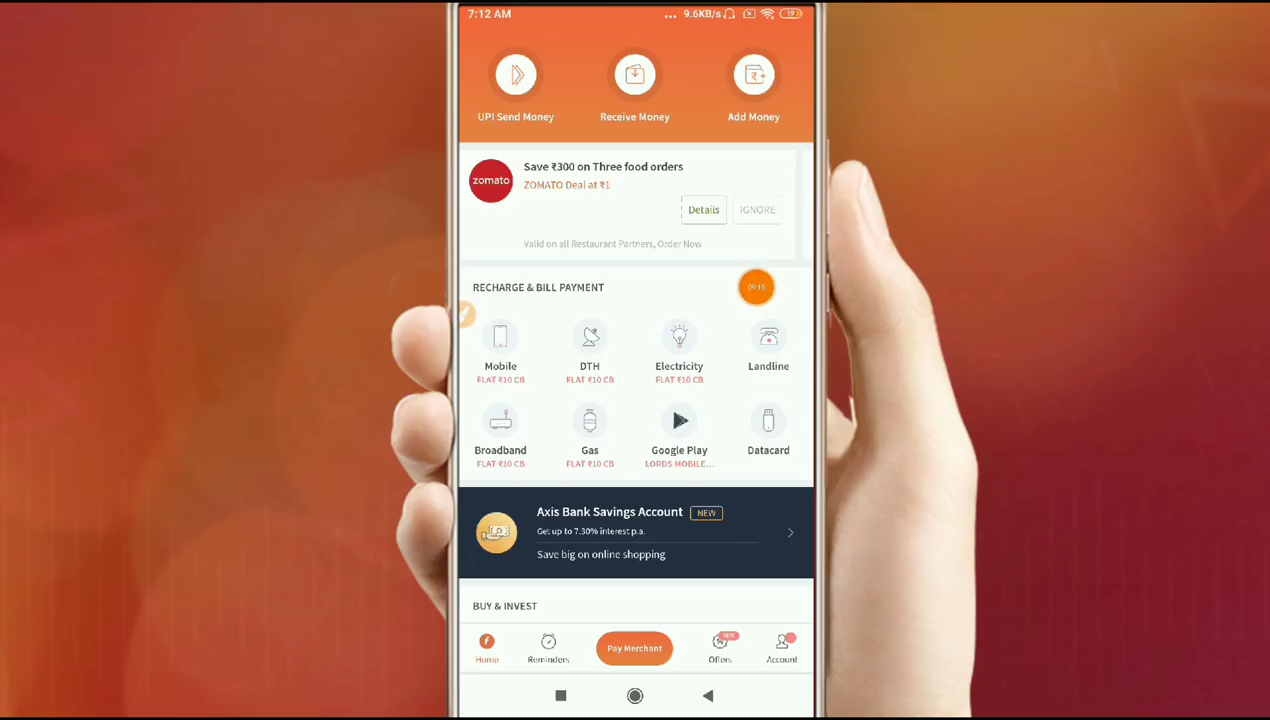 7:12 AM
... 9.6KB/s 19
UPI Send Money
Receive Money
Add Money
zomato
Save ₹300 on Three food orders
ZOMATO Deal at ₹1
Details
IGNORE
Valid on all Restaurant Partners, Order Now
RECHARGE & BILL PAYMENT
09:15
Mobile
FLAT ₹10 CB
DTH
FLAT ₹10 CB
Electricity
FLAT ₹10 CB
Landline
Broadband
FLAT ₹10 CB
Gas
FLAT ₹10 CB
Google Play
LORDS MOBILE...
Datacard
Axis Bank Savings Account NEW
Get up to 7.30% interest p.a.
Save big on online shopping
BUY & INVEST
Home
Reminders
Pay Merchant
NEW
Offers
Account